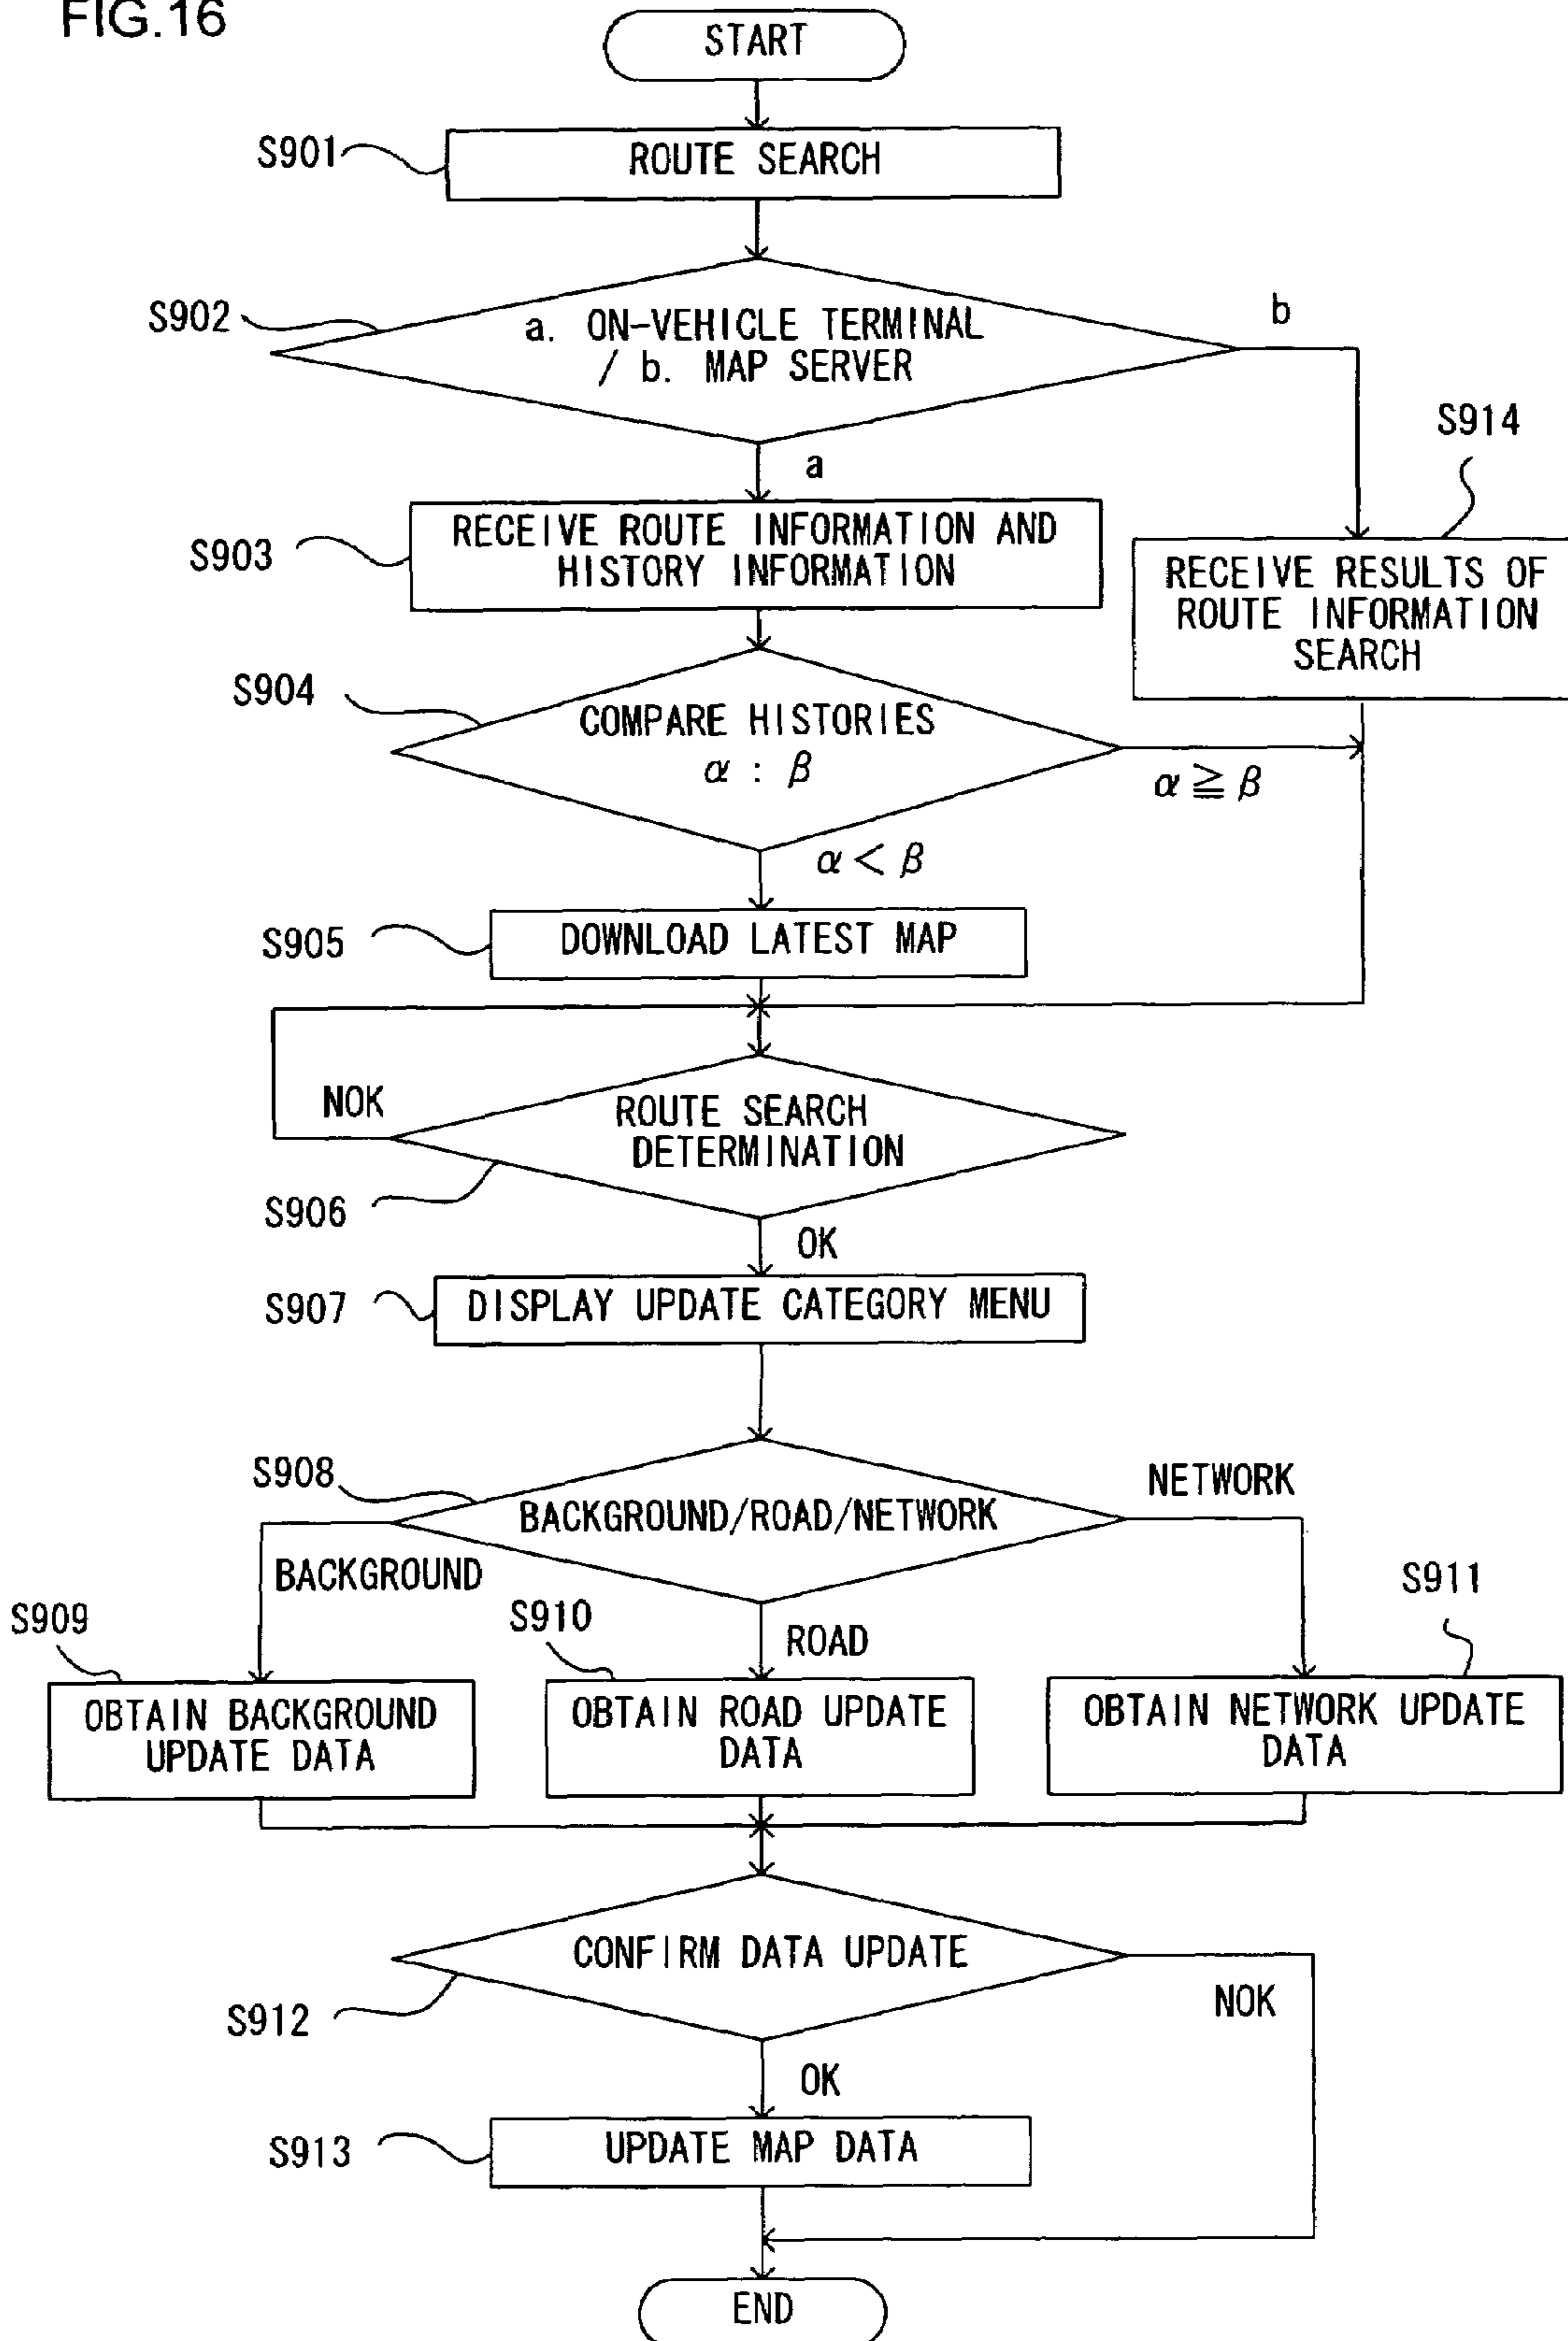 FIG.16
START
S901
ROUTE SEARCH
S902
a. ON-VEHICLE TERMINAL
/ b. MAP SERVER
b
a
S914
S903
RECEIVE ROUTE INFORMATION AND
HISTORY INFORMATION
RECEIVE RESULTS OF
ROUTE INFORMATION
SEARCH
S904
COMPARE HISTORIES
α : β
α ≧ β
α < β
S905
DOWNLOAD LATEST MAP
NOK
ROUTE SEARCH
DETERMINATION
S906
OK
S907
DISPLAY UPDATE CATEGORY MENU
S908
BACKGROUND/ROAD/NETWORK
NETWORK
BACKGROUND
ROAD
S909
S910
S911
OBTAIN BACKGROUND
UPDATE DATA
OBTAIN ROAD UPDATE
DATA
OBTAIN NETWORK UPDATE
DATA
CONFIRM DATA UPDATE
S912
NOK
OK
S913
UPDATE MAP DATA
END